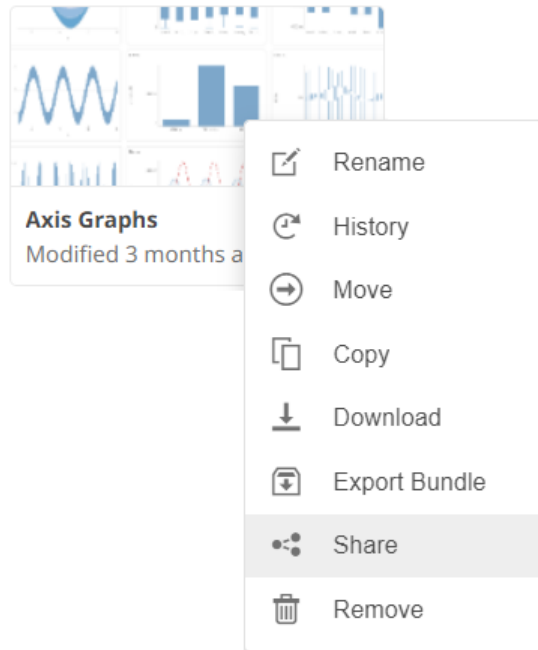 Axis Graphs
Modified 3 months a
Rename
History
Move
Copy
Download
Export Bundle
Share
Remove